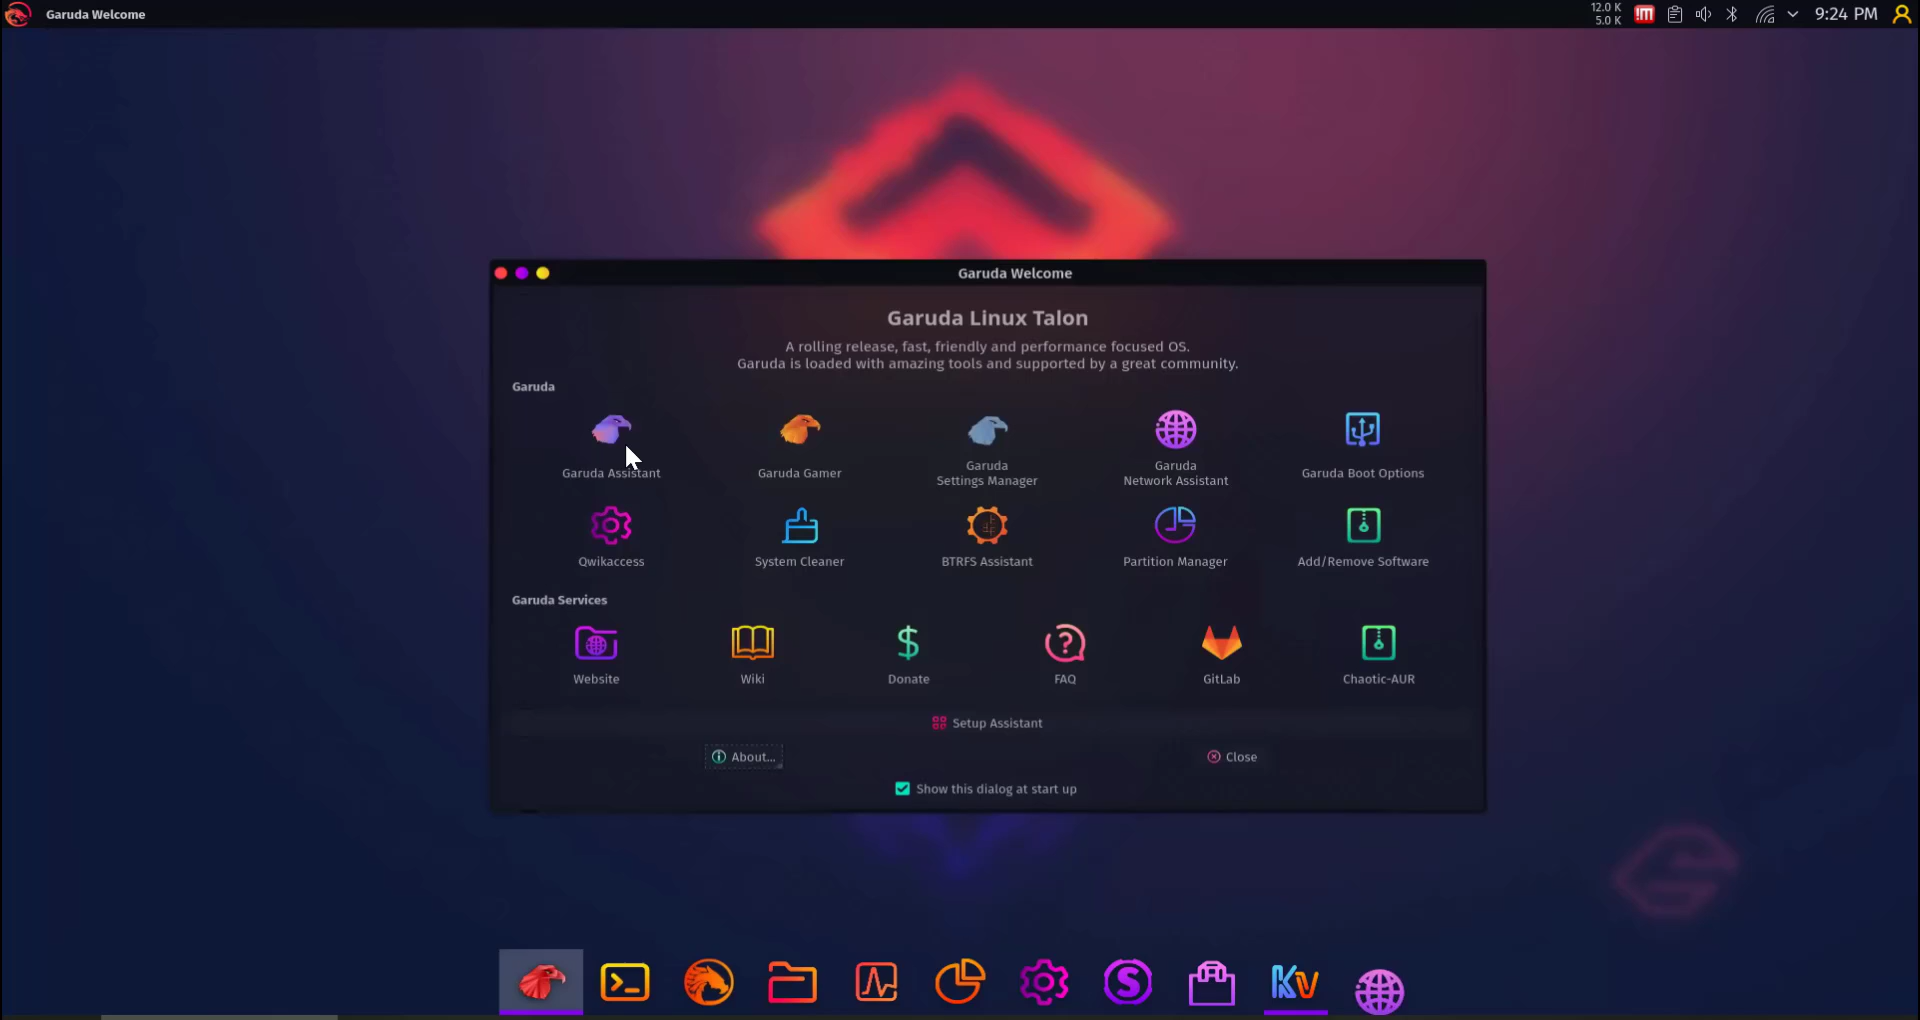 Garuda Welcome
12.0 K
5.0 K
!m
9:24 PM
Garuda Welcome
Garuda Linux Talon
A rolling release, fast, friendly and performance focused OS.
Garuda is loaded with amazing tools and supported by a great community.
Garuda
Garuda Assistant
Garuda Gamer
Garuda
Settings Manager
Garuda
Network Assistant
Garuda Boot Options
Qwikaccess
System Cleaner
BTRFS Assistant
Partition Manager
Add/Remove Software
Garuda Services
Website
Wiki
Donate
FAQ
GitLab
Chaotic-AUR
Setup Assistant
About...
Close
Show this dialog at start up
S
Kv